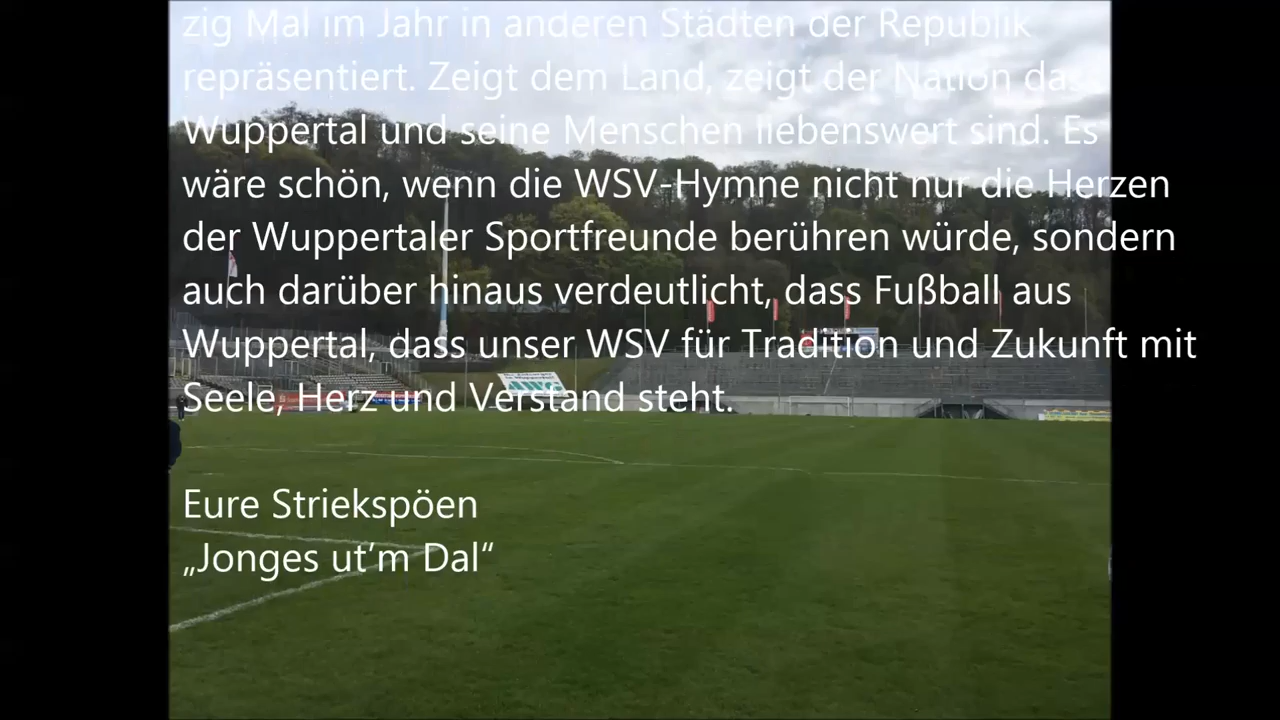 zig Mal im Jahr in anderen Städten der Republik
repräsentiert. Zeigt dem Land, zeigt der Nation das
Wuppertal und seine Menschen liebenswert sind. Es
wäre schön, wenn die WSV-Hymne nicht nur die Herzen
der Wuppertaler Sportfreunde berühren würde, sondern
auch darüber hinaus verdeutlicht, dass Fußball aus
Wuppertal, dass unser WSV für Tradition und Zukunft mit
Seele, Herz und Verstand steht.
Eure Striekspöen
„Jonges ut’m Dal“